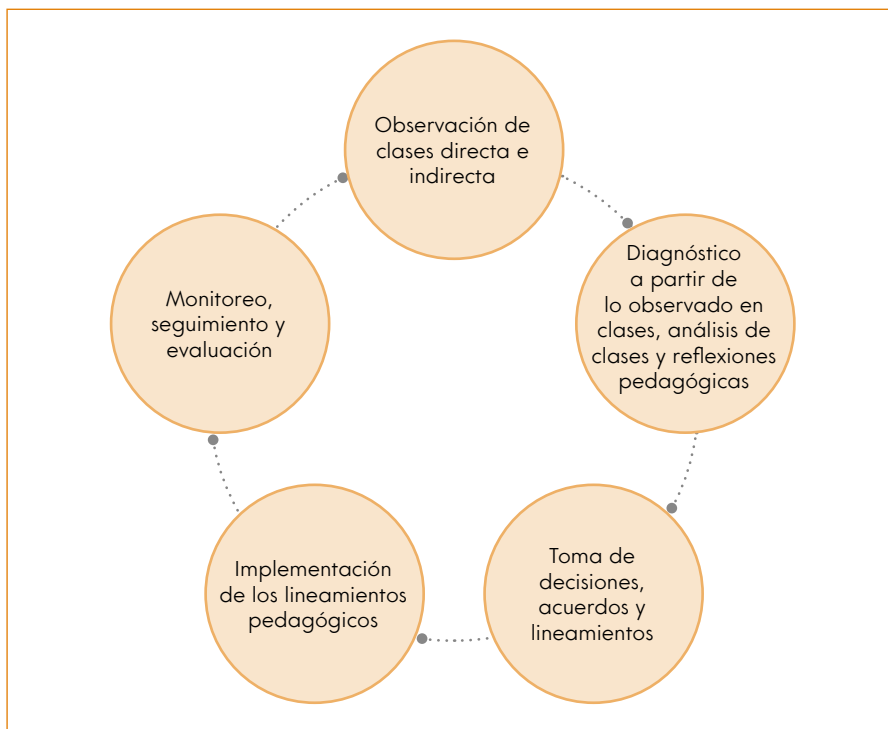 Observación de
clases directa e
indirecta
Diagnóstico
a partir de
lo observado en
clases, análisis de
clases y reflexiones
pedagógicas
Toma de
decisiones,
acuerdos y
lineamientos
Implementación
de los lineamientos
pedagógicos
Monitoreo,
seguimiento y
evaluación